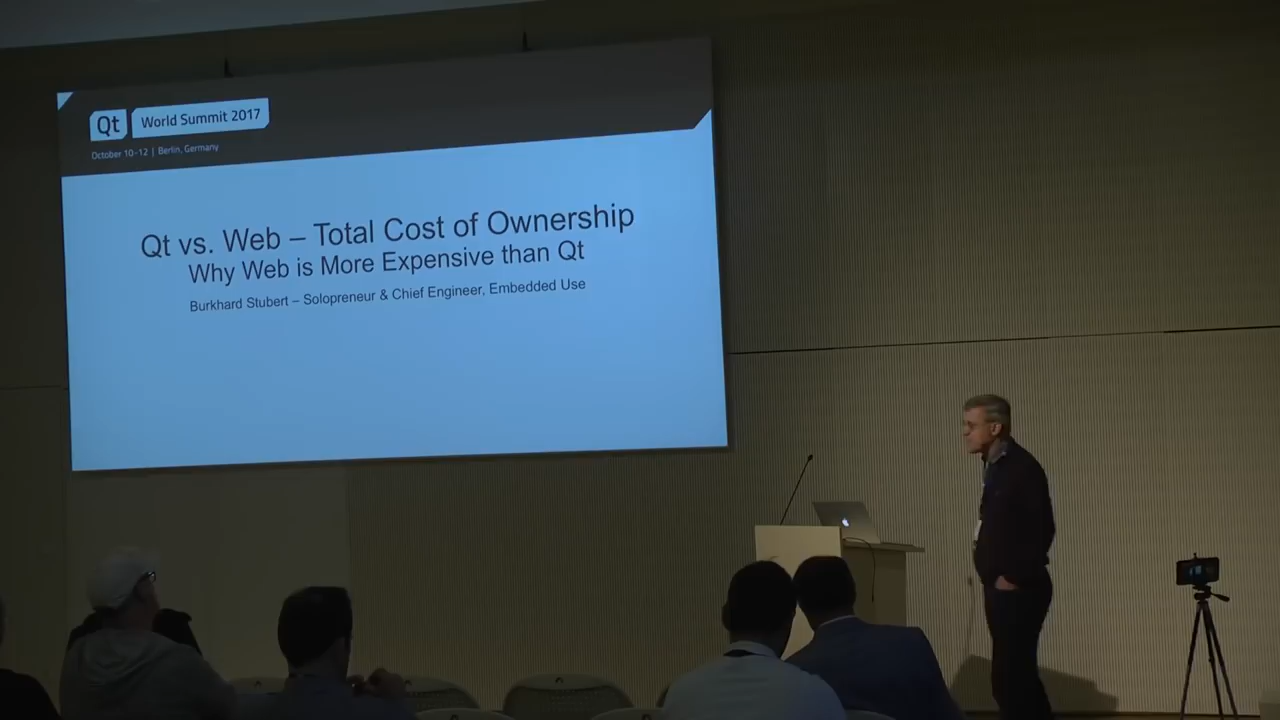 Qt World Summit 2017
October 10-12 | Berlin, Germany
Qt vs. Web – Total Cost of Ownership
Why Web is More Expensive than Qt
Burkhard Stubert – Solopreneur & Chief Engineer, Embedded Use